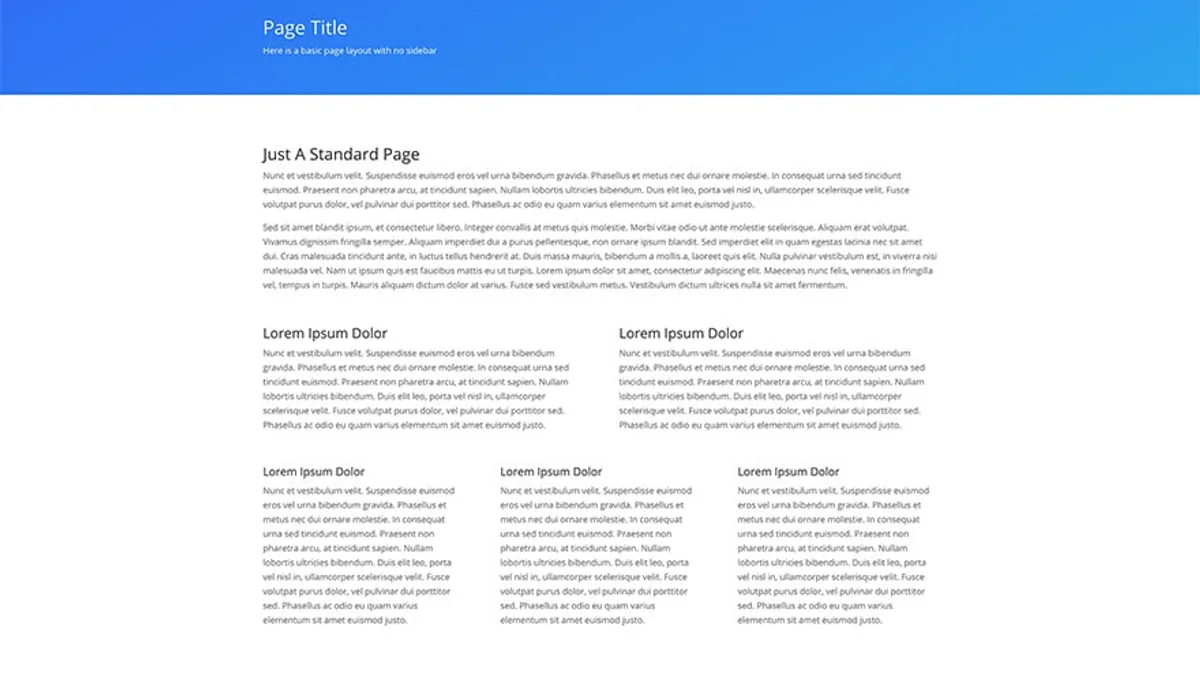 Page Title
Here is a basic page layout with no sidebar
Just A Standard Page
Nunc et vestibulum velit. Suspendisse euismod eros vel urna bibendum gravida. Phasellus et metus nec dui ornare molestie. In consequat urna sed tincidunt
euismod. Praesent non pharetra arcu, at tincidunt sapien. Nullam lobortis ultricies bibendum. Duis elit leo, porta vel nisl in, ullamcorper scelerisque velit. Fusce
volutpat purus dolor, vel pulvinar dui porttitor sed. Phasellus ac odio eu quam varius elementum sit amet euismod justo.
Sed sit amet blandit ipsum, et consectetur libero. Integer convallis at metus quis molestie. Morbi vitae odio ut ante molestie scelerisque. Aliquam erat volutpat.
Vivamus dignissim fringilla semper. Aliquam imperdiet dui a purus pellentesque, non ornare ipsum blandit. Sed imperdiet elit in quam egestas lacinia nec sit amet
dui. Cras malesuada tincidunt ante, in luctus tellus hendrerit at. Duis massa mauris, bibendum a mollis a, laoreet quis elit. Nulla pulvinar vestibulum est, in viverra nisi
malesuada vel. Nam ut ipsum quis est faucibus mattis eu ut turpis. Lorem ipsum dolor sit amet, consectetur adipiscing elit. Maecenas nunc felis, venenatis in fringilla
vel, tempus in turpis. Mauris aliquam dictum dolor at varius. Fusce sed vestibulum metus. Vestibulum dictum ultrices nulla sit amet fermentum.
Lorem Ipsum Dolor
Nunc et vestibulum velit. Suspendisse euismod eros vel urna bibendum
gravida. Phasellus et metus nec dui ornare molestie. In consequat urna sed
tincidunt euismod. Praesent non pharetra arcu, at tincidunt sapien. Nullam
lobortis ultricies bibendum. Duis elit leo, porta vel nisl in, ullamcorper
scelerisque velit. Fusce volutpat purus dolor, vel pulvinar dui porttitor sed.
Phasellus ac odio eu quam varius elementum sit amet euismod justo.
Lorem Ipsum Dolor
Nunc et vestibulum velit. Suspendisse euismod eros vel urna bibendum
gravida. Phasellus et metus nec dui ornare molestie. In consequat urna sed
tincidunt euismod. Praesent non pharetra arcu, at tincidunt sapien. Nullam
lobortis ultricies bibendum. Duis elit leo, porta vel nisl in, ullamcorper
scelerisque velit. Fusce volutpat purus dolor, vel pulvinar dui porttitor sed.
Phasellus ac odio eu quam varius elementum sit amet euismod justo.
Lorem Ipsum Dolor
Nunc et vestibulum velit. Suspendisse euismod
eros vel urna bibendum gravida. Phasellus et
metus nec dui ornare molestie. In consequat
urna sed tincidunt euismod. Praesent non
pharetra arcu, at tincidunt sapien. Nullam
lobortis ultricies bibendum. Duis elit leo, porta
vel nisl in, ullamcorper scelerisque velit. Fusce
volutpat purus dolor, vel pulvinar dui porttitor
sed. Phasellus ac odio eu quam varius
elementum sit amet euismod justo.
Lorem Ipsum Dolor
Nunc et vestibulum velit. Suspendisse euismod
eros vel urna bibendum gravida. Phasellus et
metus nec dui ornare molestie. In consequat
urna sed tincidunt euismod. Praesent non
pharetra arcu, at tincidunt sapien. Nullam
lobortis ultricies bibendum. Duis elit leo, porta
vel nisl in, ullamcorper scelerisque velit. Fusce
volutpat purus dolor, vel pulvinar dui porttitor
sed. Phasellus ac odio eu quam varius
elementum sit amet euismod justo.
Lorem Ipsum Dolor
Nunc et vestibulum velit. Suspendisse euismod
eros vel urna bibendum gravida. Phasellus et
metus nec dui ornare molestie. In consequat
urna sed tincidunt euismod. Praesent non
pharetra arcu, at tincidunt sapien. Nullam
lobortis ultricies bibendum. Duis elit leo, porta
vel nisl in, ullamcorper scelerisque velit. Fusce
volutpat purus dolor, vel pulvinar dui porttitor
sed. Phasellus ac odio eu quam varius
elementum sit amet euismod justo.